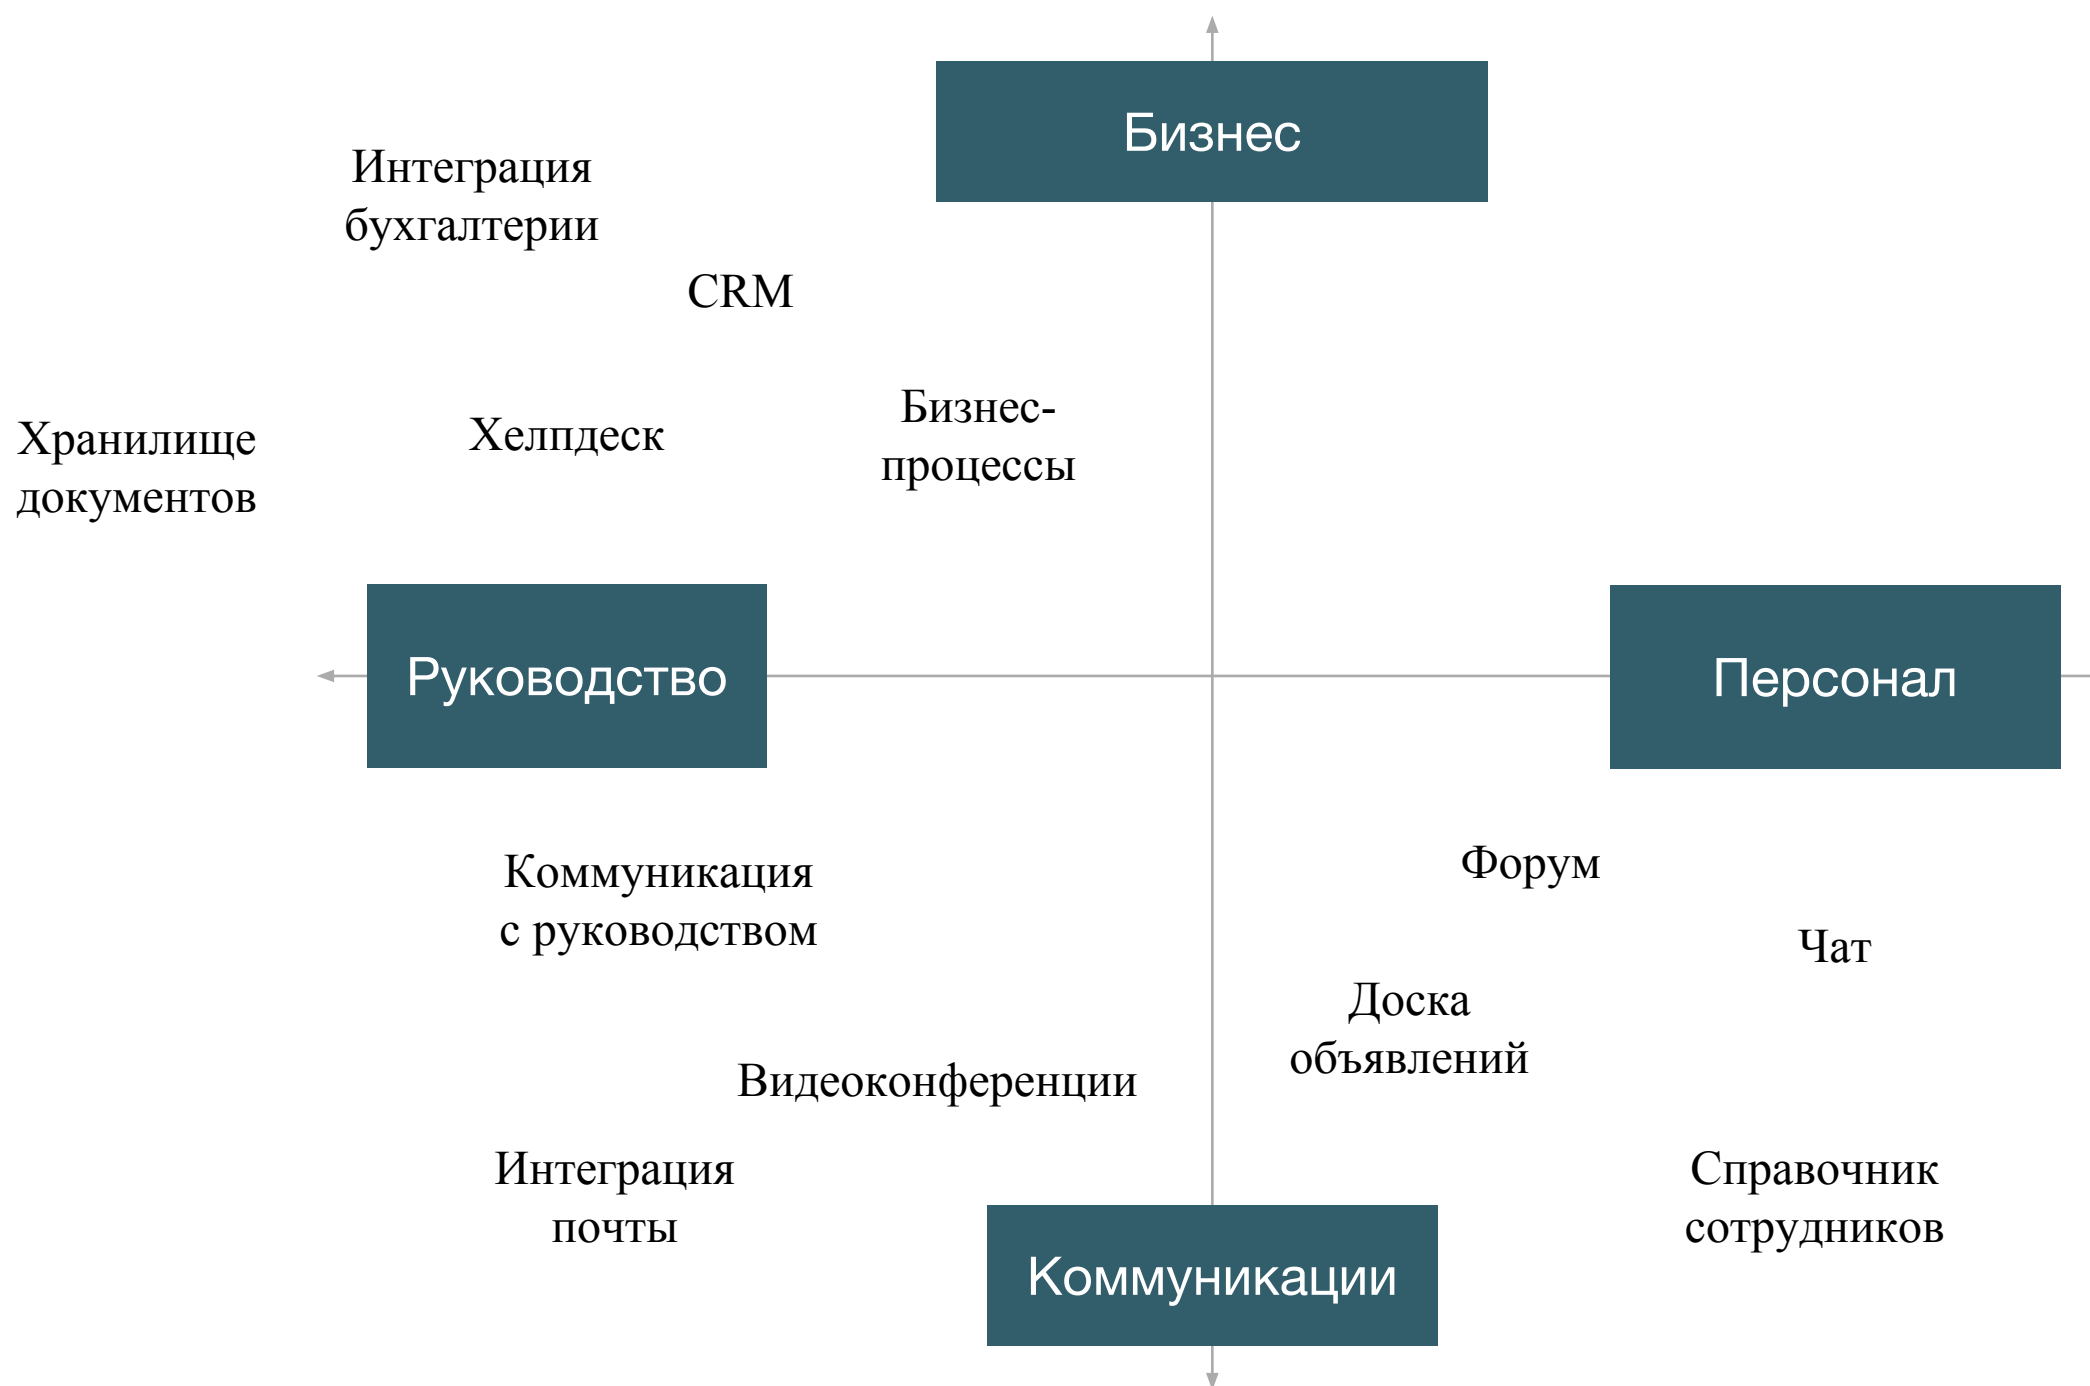 Бизнес
Интеграция
бухгалтерии
CRM
Бизнес-
процессы
Хелпдеск
Хранилище
документов
Руководство
Персонал
Коммуникация
с руководством
Форум
Чат
Доска
объявлений
Видеоконференции
Интеграция
почты
Справочник
сотрудников
Коммуникации